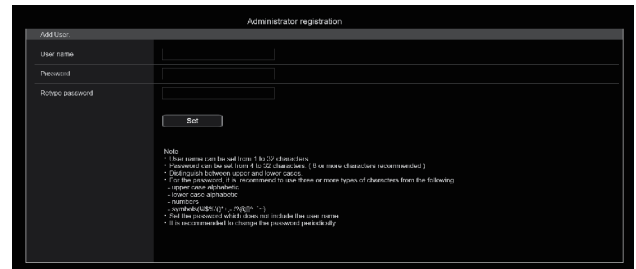 Administrator registration
Add User.
User name
Password
Retype password
Set
Note
・User name can be set from 1 to 32 characters.
・Password can be set from 4 to 32 characters. ( 8 or more characters recommended )
・Distinguish between upper and lower cases.
・For the password, it is recommend to use three or more types of characters from the following
- upper case alphabetic
- lower case alphabetic
- numbers
- symbols
・Set the password which does not include the user name
・It is recommended to change the password periodically